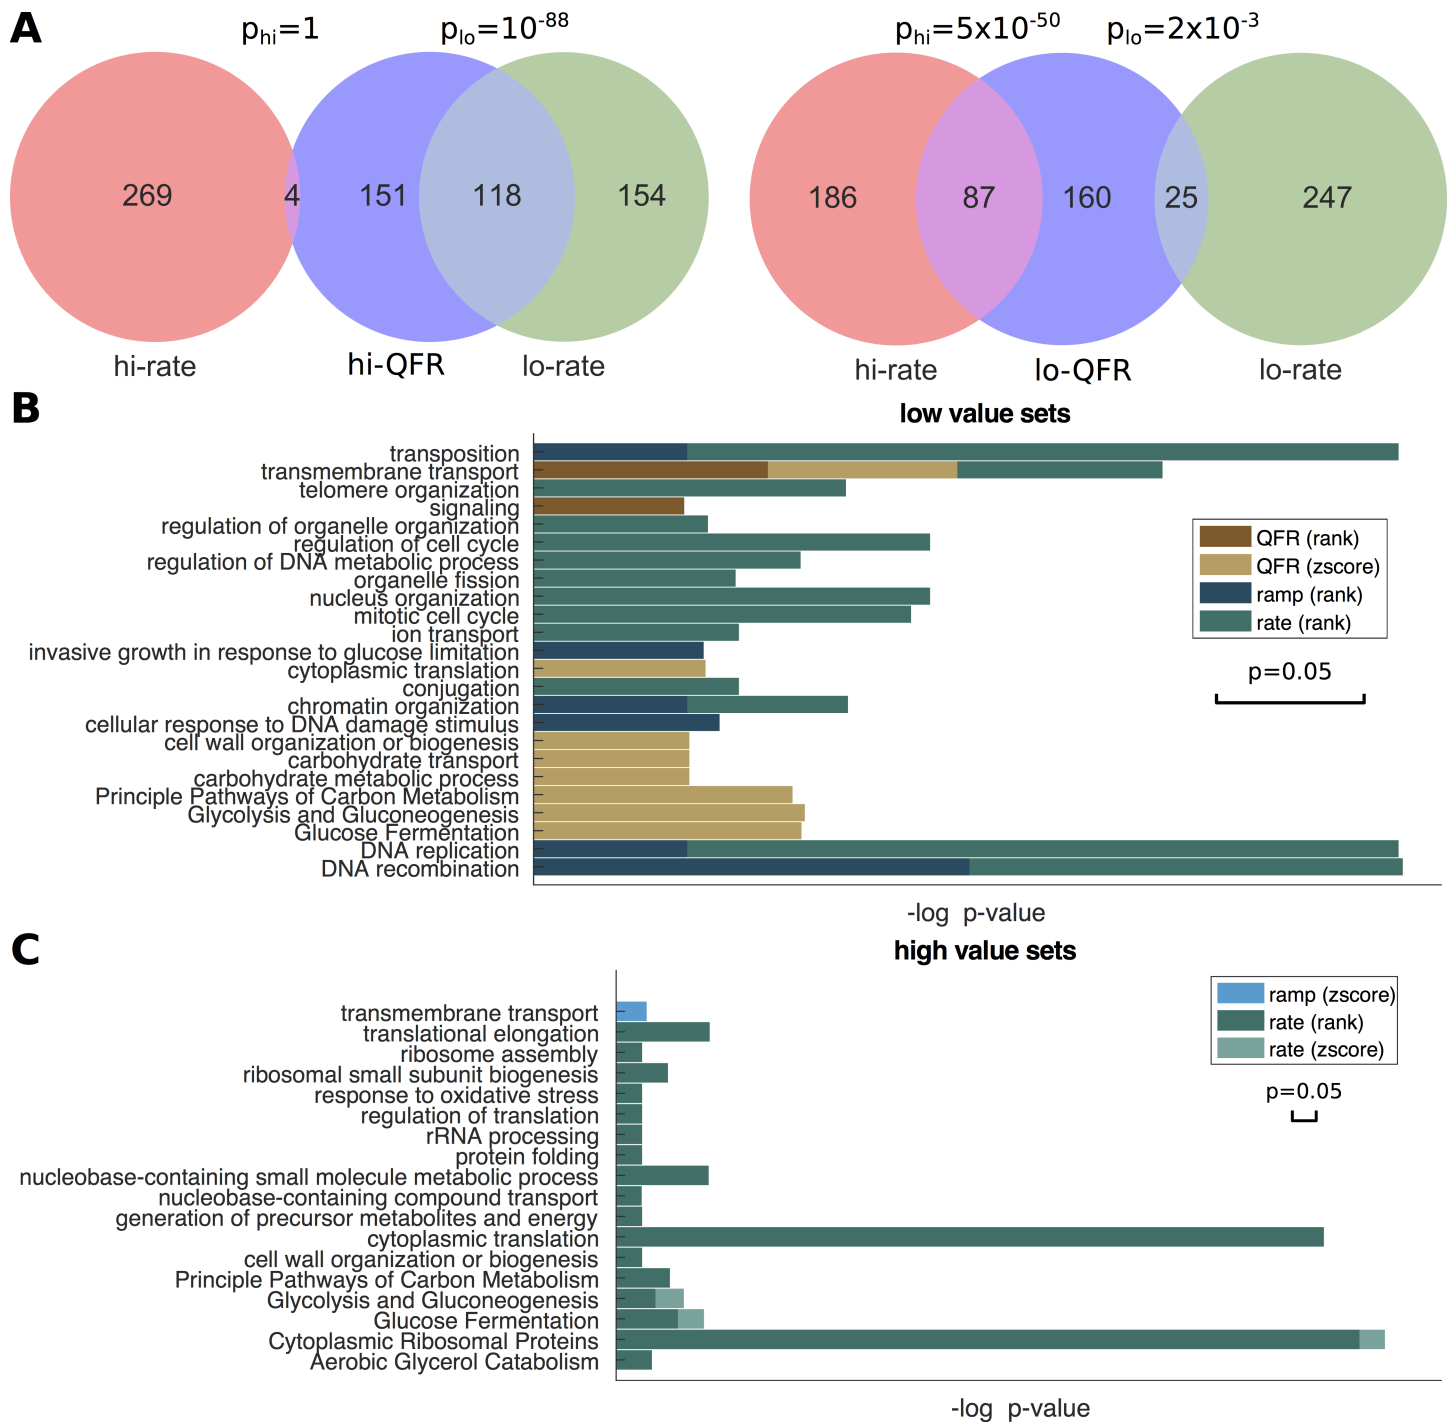 A
p_hi=1 p_lo=10^-88 p_hi=5x10^-50 p_lo=2x10^-3
269 4 151 118 154 186 87 160 25 247
hi-rate hi-QFR lo-rate hi-rate lo-QFR lo-rate
B
low value sets
transposition
transmembrane transport
telomere organization
signaling
regulation of organelle organization
regulation of cell cycle
regulation of DNA metabolic process
organelle fission
nucleus organization
mitotic cell cycle
ion transport
invasive growth in response to glucose limitation
cytoplasmic translation
conjugation
chromatin organization
cellular response to DNA damage stimulus
cell wall organization or biogenesis
carbohydrate transport
carbohydrate metabolic process
Principle Pathways of Carbon Metabolism
Glycolysis and Gluconeogenesis
Glucose Fermentation
DNA replication
DNA recombination
QFR (rank)
QFR (zscore)
ramp (rank)
rate (rank)
p=0.05
-log p-value
C
high value sets
transmembrane transport
translational elongation
ribosome assembly
ribosomal small subunit biogenesis
response to oxidative stress
regulation of translation
rRNA processing
protein folding
nucleobase-containing small molecule metabolic process
nucleobase-containing compound transport
generation of precursor metabolites and energy
cytoplasmic translation
cell wall organization or biogenesis
Principle Pathways of Carbon Metabolism
Glycolysis and Gluconeogenesis
Glucose Fermentation
Cytoplasmic Ribosomal Proteins
Aerobic Glycerol Catabolism
ramp (zscore)
rate (rank)
rate (zscore)
p=0.05
-log p-value